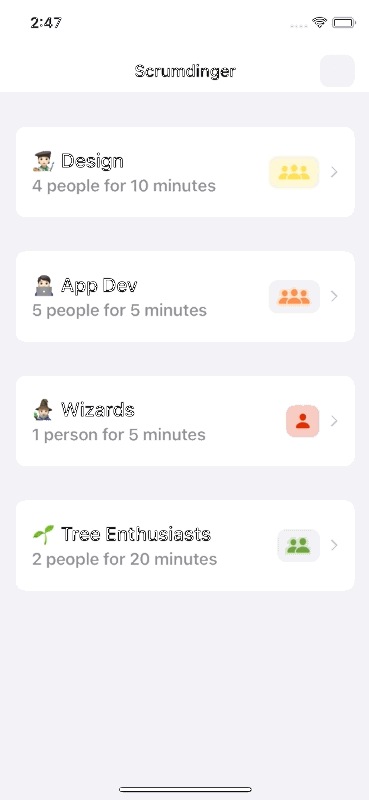 2:47
Scrumdinger
🧑🏻‍🎨 Design
4 people for 10 minutes
🧑🏻‍💻 App Dev
5 people for 5 minutes
🧙🏻‍♂️ Wizards
1 person for 5 minutes
🌱 Tree Enthusiasts
2 people for 20 minutes